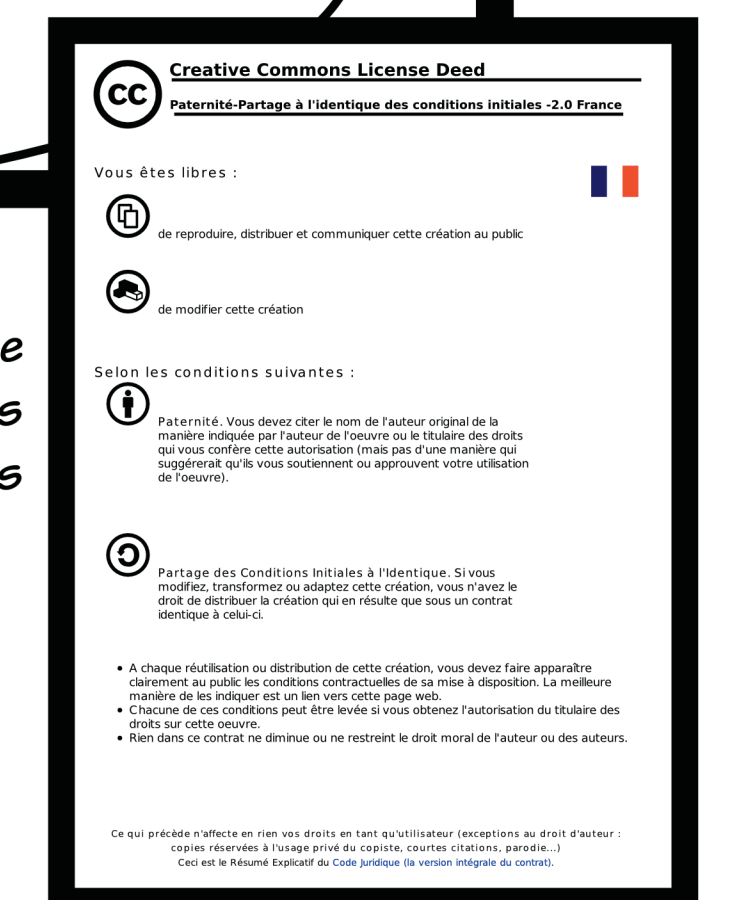 cc
Creative Commons License Deed
Paternité-Partage à l'identique des conditions initiales -2.0 France
Vous êtes libres :
de reproduire, distribuer et communiquer cette création au public
de modifier cette création
e
s
s
Selon les conditions suivantes :
Paternité. Vous devez citer le nom de l'auteur original de la
manière indiquée par l'auteur de l'oeuvre ou le titulaire des droits
qui vous confère cette autorisation (mais pas d'une manière qui
suggérerait qu'ils vous soutiennent ou approuvent votre utilisation
de l'oeuvre).
Partage des Conditions Initiales à l'Identique. Si vous
modifiez, transformez ou adaptez cette création, vous n'avez le
droit de distribuer la création qui en résulte que sous un contrat
identique à celui-ci.
• A chaque réutilisation ou distribution de cette création, vous devez faire apparaître
clairement au public les conditions contractuelles de sa mise à disposition. La meilleure
manière de les indiquer est un lien vers cette page web.
• Chacune de ces conditions peut être levée si vous obtenez l'autorisation du titulaire des
droits sur cette oeuvre.
• Rien dans ce contrat ne diminue ou ne restreint le droit moral de l'auteur ou des auteurs.
Ce qui précède n'affecte en rien vos droits en tant qu'utilisateur (exceptions au droit d'auteur :
copies réservées à l'usage privé du copiste, courtes citations, parodie...)
Ceci est le Résumé Explicatif du Code Juridique (la version intégrale du contrat).